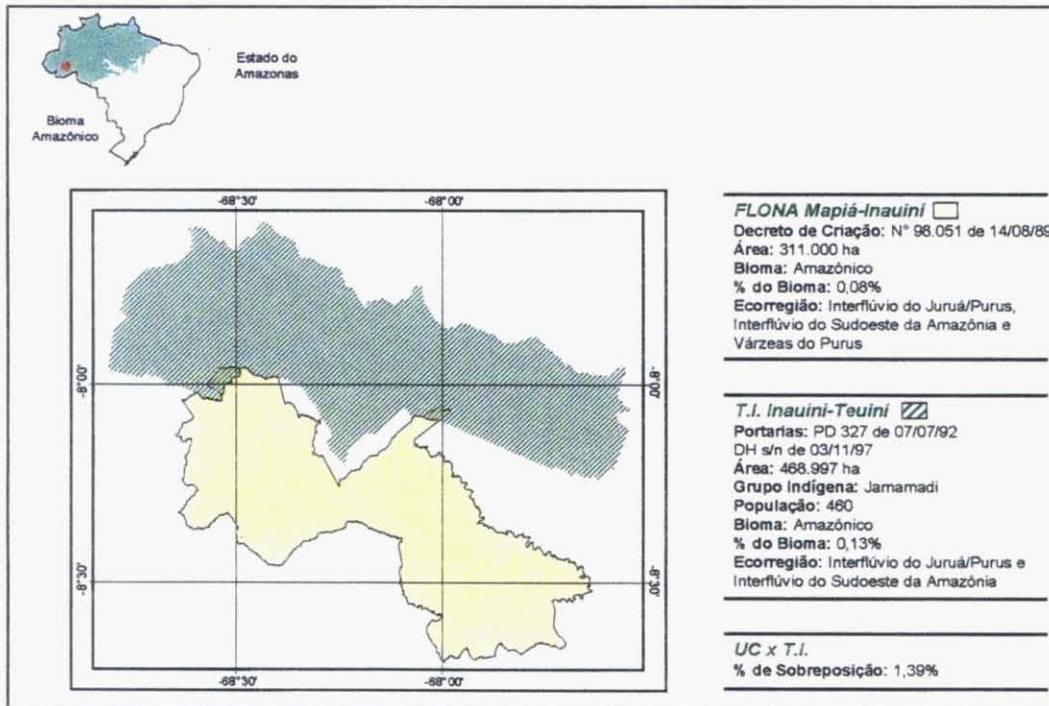 Estado do
Amazonas
Bioma
Amazônico
-68°30'
-68°00'
-8°00'
-8°00'
-8°30'
-8°30'
-68°30'
-68°00'
FLONA Mapiá-Inauiní
Decreto de Criação: N° 98.051 de 14/08/89
Área: 311.000 ha
Bioma: Amazônico
% do Bioma: 0,08%
Ecorregião: Interflúvio do Juruá/Purus,
Interflúvio do Sudoeste da Amazônia e
Várzeas do Purus
T.I. Inauiní-Teuiní
Portarias: PD 327 de 07/07/92
DH s/n de 03/11/97
Área: 468.997 ha
Grupo Indígena: Jamamadi
População: 460
Bioma: Amazônico
% do Bioma: 0,13%
Ecorregião: Interflúvio do Juruá/Purus e
Interflúvio do Sudoeste da Amazônia
UC x T.I.
% de Sobreposição: 1,39%